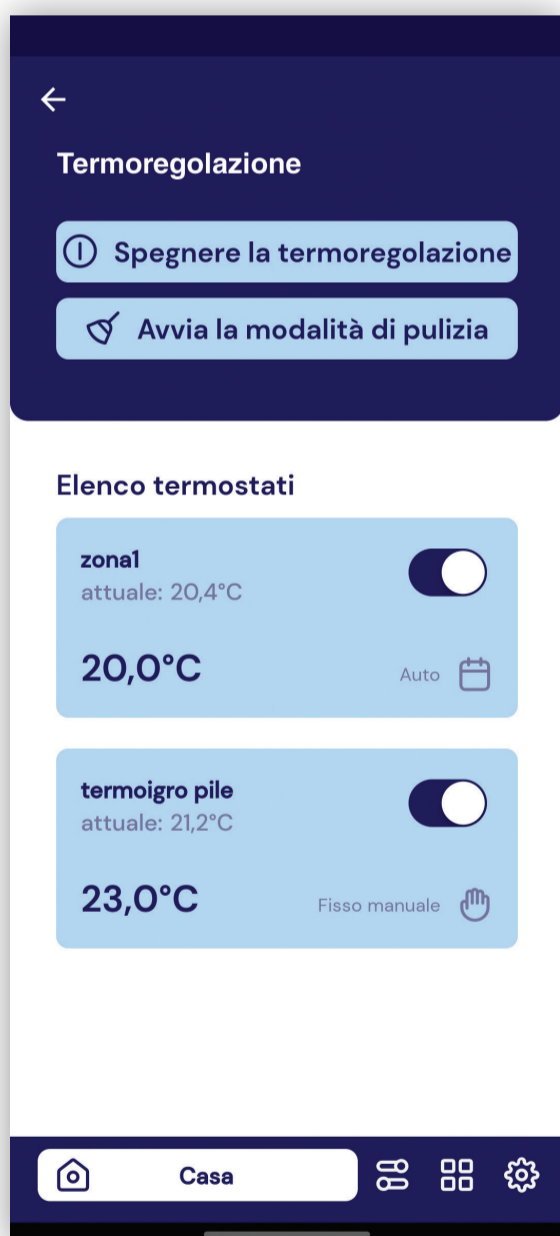 Termoregolazione
Spegnere la termoregolazione
Avvia la modalità di pulizia
Elenco termostati
zona1
attuale: 20,4°C
20,0°C
Auto
termoigro pile
attuale: 21,2°C
23,0°C
Fisso manuale
Casa